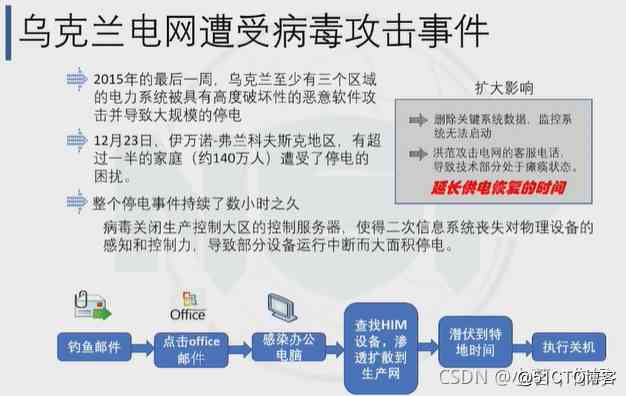 乌克兰电网遭受病毒攻击事件
2015年的最后一周，乌克兰至少有三个区域
的电力系统被具有高度破坏性的恶意软件攻
击并导致大规模的停电
12月23日，伊万诺-弗兰科夫斯克地区，有超
过一半的家庭（约140万人）遭受了停电的
困扰。
整个停电事件持续了数小时之久
病毒关闭生产控制大区的控制服务器，使得二次信息系统丧失对物理设备的
感知和控制力，导致部分设备运行中断而大面积停电。
扩大影响
删除关键系统数据，监控系
统无法启动
洪范攻击电网的客服电话，
导致技术部分处于瘫痪状态。
延长供电恢复的时间
Office
钓鱼邮件
点击office
邮件
感染办公
电脑
查找HIM
设备，渗
透扩散到
生产网
潜伏到特
地时间
执行关机
CSDN
@51CTO博客